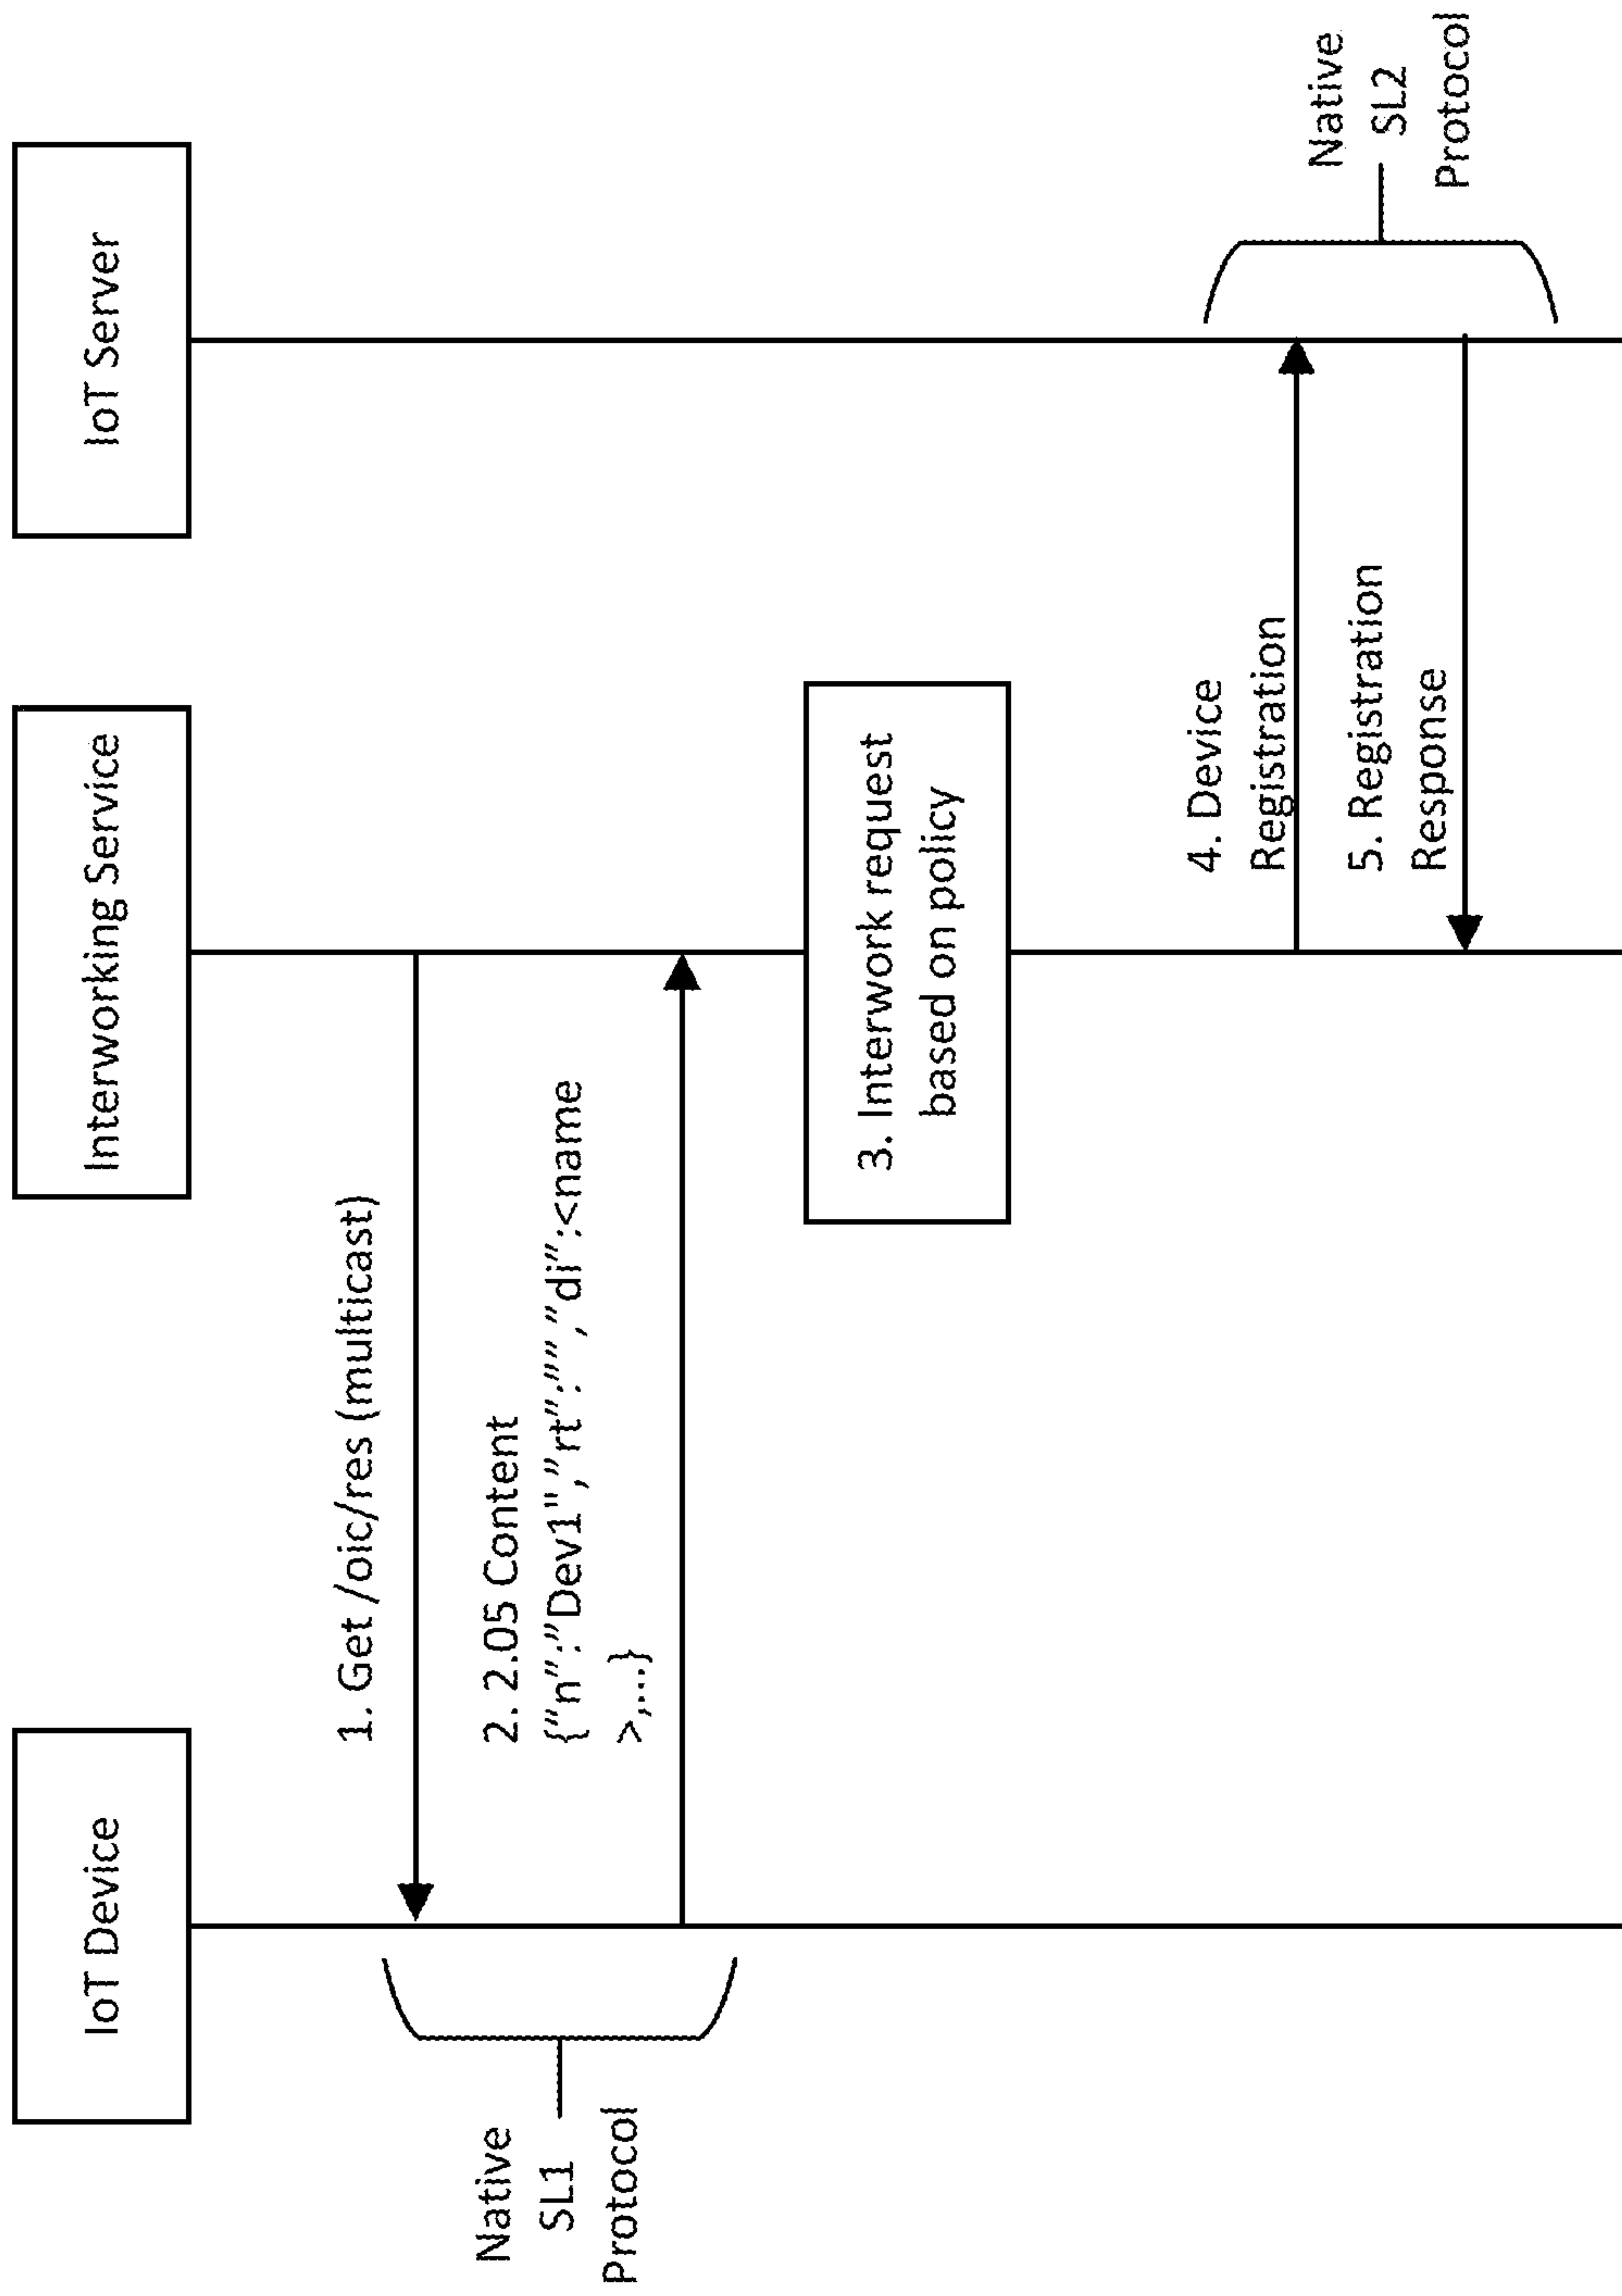 IoT Device
Interworking Service
IoT Server
1. Get /oic/res (multicast)
2. 2.05 Content
{"n":"Dev1","rt":"","di":<name
>,...}
Native
SL1
Protocol
3. Interwork request
based on policy
4. Device
Registration
5. Registration
Response
Native
SL2
Protocol